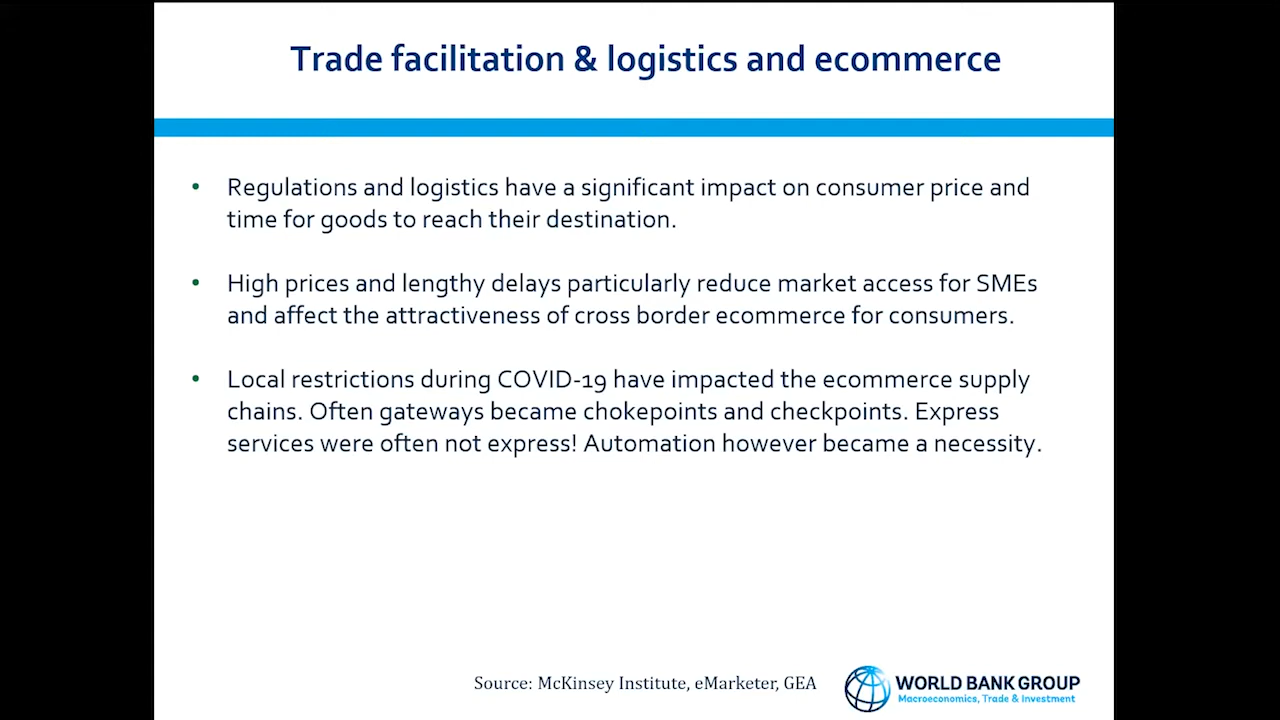 Trade facilitation & logistics and ecommerce
• Regulations and logistics have a significant impact on consumer price and
time for goods to reach their destination.
• High prices and lengthy delays particularly reduce market access for SMEs
and affect the attractiveness of cross border ecommerce for consumers.
• Local restrictions during COVID-19 have impacted the ecommerce supply
chains. Often gateways became chokepoints and checkpoints. Express
services were often not express! Automation however became a necessity.
Source: McKinsey Institute, eMarketer, GEA
WORLD BANK GROUP
Macroeconomics, Trade & Investment